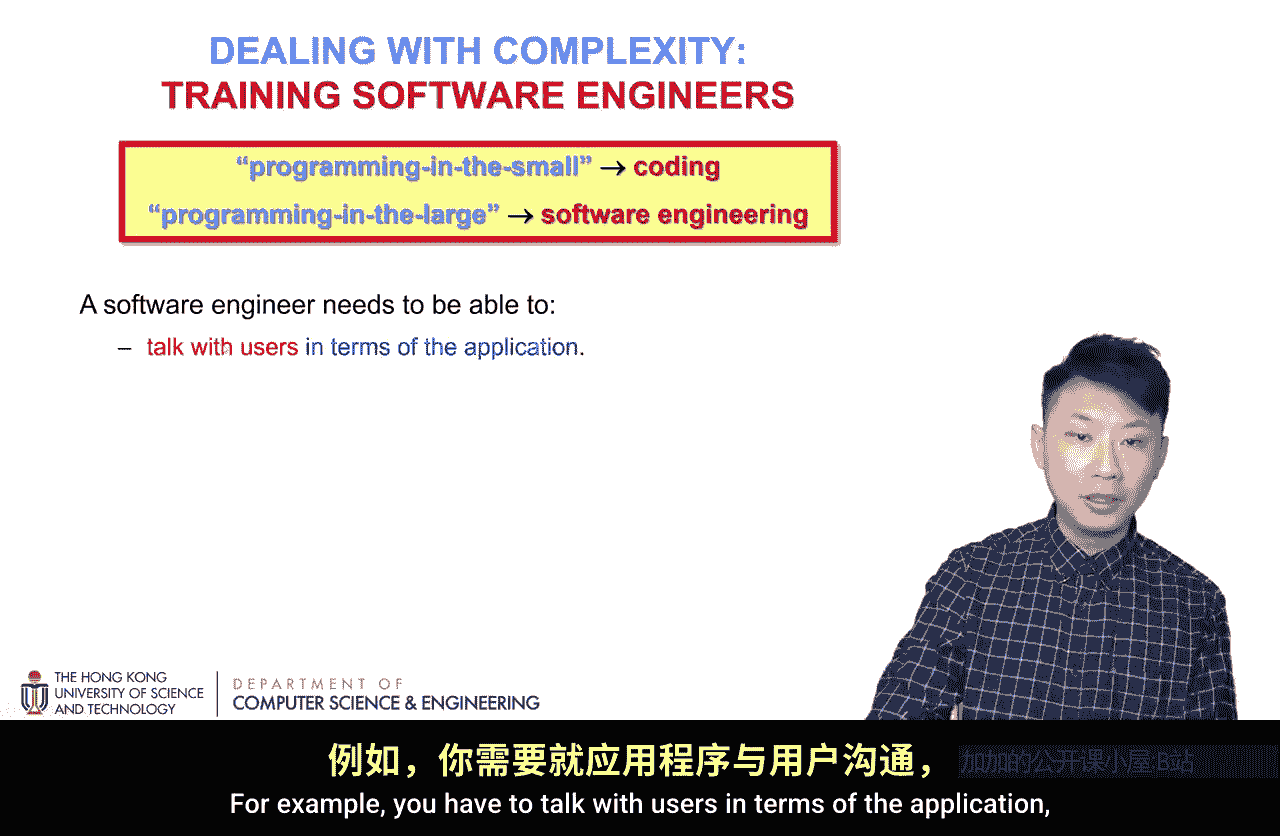 DEALING WITH COMPLEXITY:
TRAINING SOFTWARE ENGINEERS
“programming-in-the-small” → coding
“programming-in-the-large” → software engineering
A software engineer needs to be able to:
– talk with users in terms of the application.
THE HONG KONG
UNIVERSITY OF SCIENCE
AND TECHNOLOGY
DEPARTMENT OF
COMPUTER SCIENCE & ENGINEERING
例如，你需要就应用程序与用户沟通，
加加的公开课小屋 B站
For example, you have to talk with users in terms of the application,